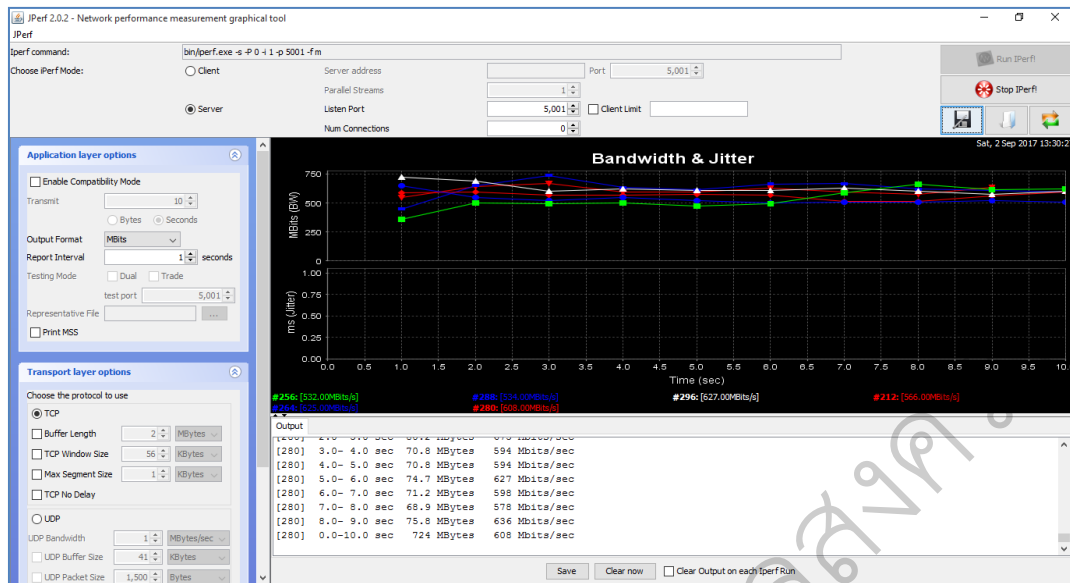 JPerf 2.0.2 - Network performance measurement graphical tool
JPerf
Iperf command:
bin/iperf.exe -s -P 0 -i 1 -p 5001 -f m
Choose iPerf Mode:
Client
Server address
Port
5,001
Parallel Streams
1
Server
Listen Port
5,001
Client Limit
Num Connections
0
Run IPerf!
Stop IPerf!
Application layer options
Enable Compatibility Mode
Transmit
10
Bytes
Seconds
Output Format
MBits
Report Interval
1
seconds
Testing Mode
Dual
Trade
test port
5,001
Representative File
...
Print MSS
Transport layer options
Choose the protocol to use
TCP
Buffer Length
2
MBytes
TCP Window Size
56
KBytes
Max Segment Size
1
KBytes
TCP No Delay
UDP
UDP Bandwidth
1
MBytes/sec
UDP Buffer Size
41
KBytes
UDP Packet Size
1,500
Bytes
Sat, 2 Sep 2017 13:30:2
Bandwidth & Jitter
MBits (BW)
750
500
250
0
ms (Jitter)
1.00
0.75
0.50
0.25
0.00
0.0 0.5 1.0 1.5 2.0 2.5 3.0 3.5 4.0 4.5 5.0 5.5 6.0 6.5 7.0 7.5 8.0 8.5 9.0 9.5 10.
Time (sec)
#256: [532.00MBits/s]
#296: [627.00MBits/s]
#212: [566.00MBits/s]
#280: [608.00MBits/s]
Output
[280] 3.0- 4.0 sec 70.8 MBytes 594 Mbits/sec
[280] 4.0- 5.0 sec 70.8 MBytes 594 Mbits/sec
[280] 5.0- 6.0 sec 74.7 MBytes 627 Mbits/sec
[280] 6.0- 7.0 sec 71.2 MBytes 598 Mbits/sec
[280] 7.0- 8.0 sec 68.9 MBytes 578 Mbits/sec
[280] 8.0- 9.0 sec 75.8 MBytes 636 Mbits/sec
[280] 0.0-10.0 sec 724 MBytes 608 Mbits/sec
Save
Clear now
Clear Output on each Iperf Run